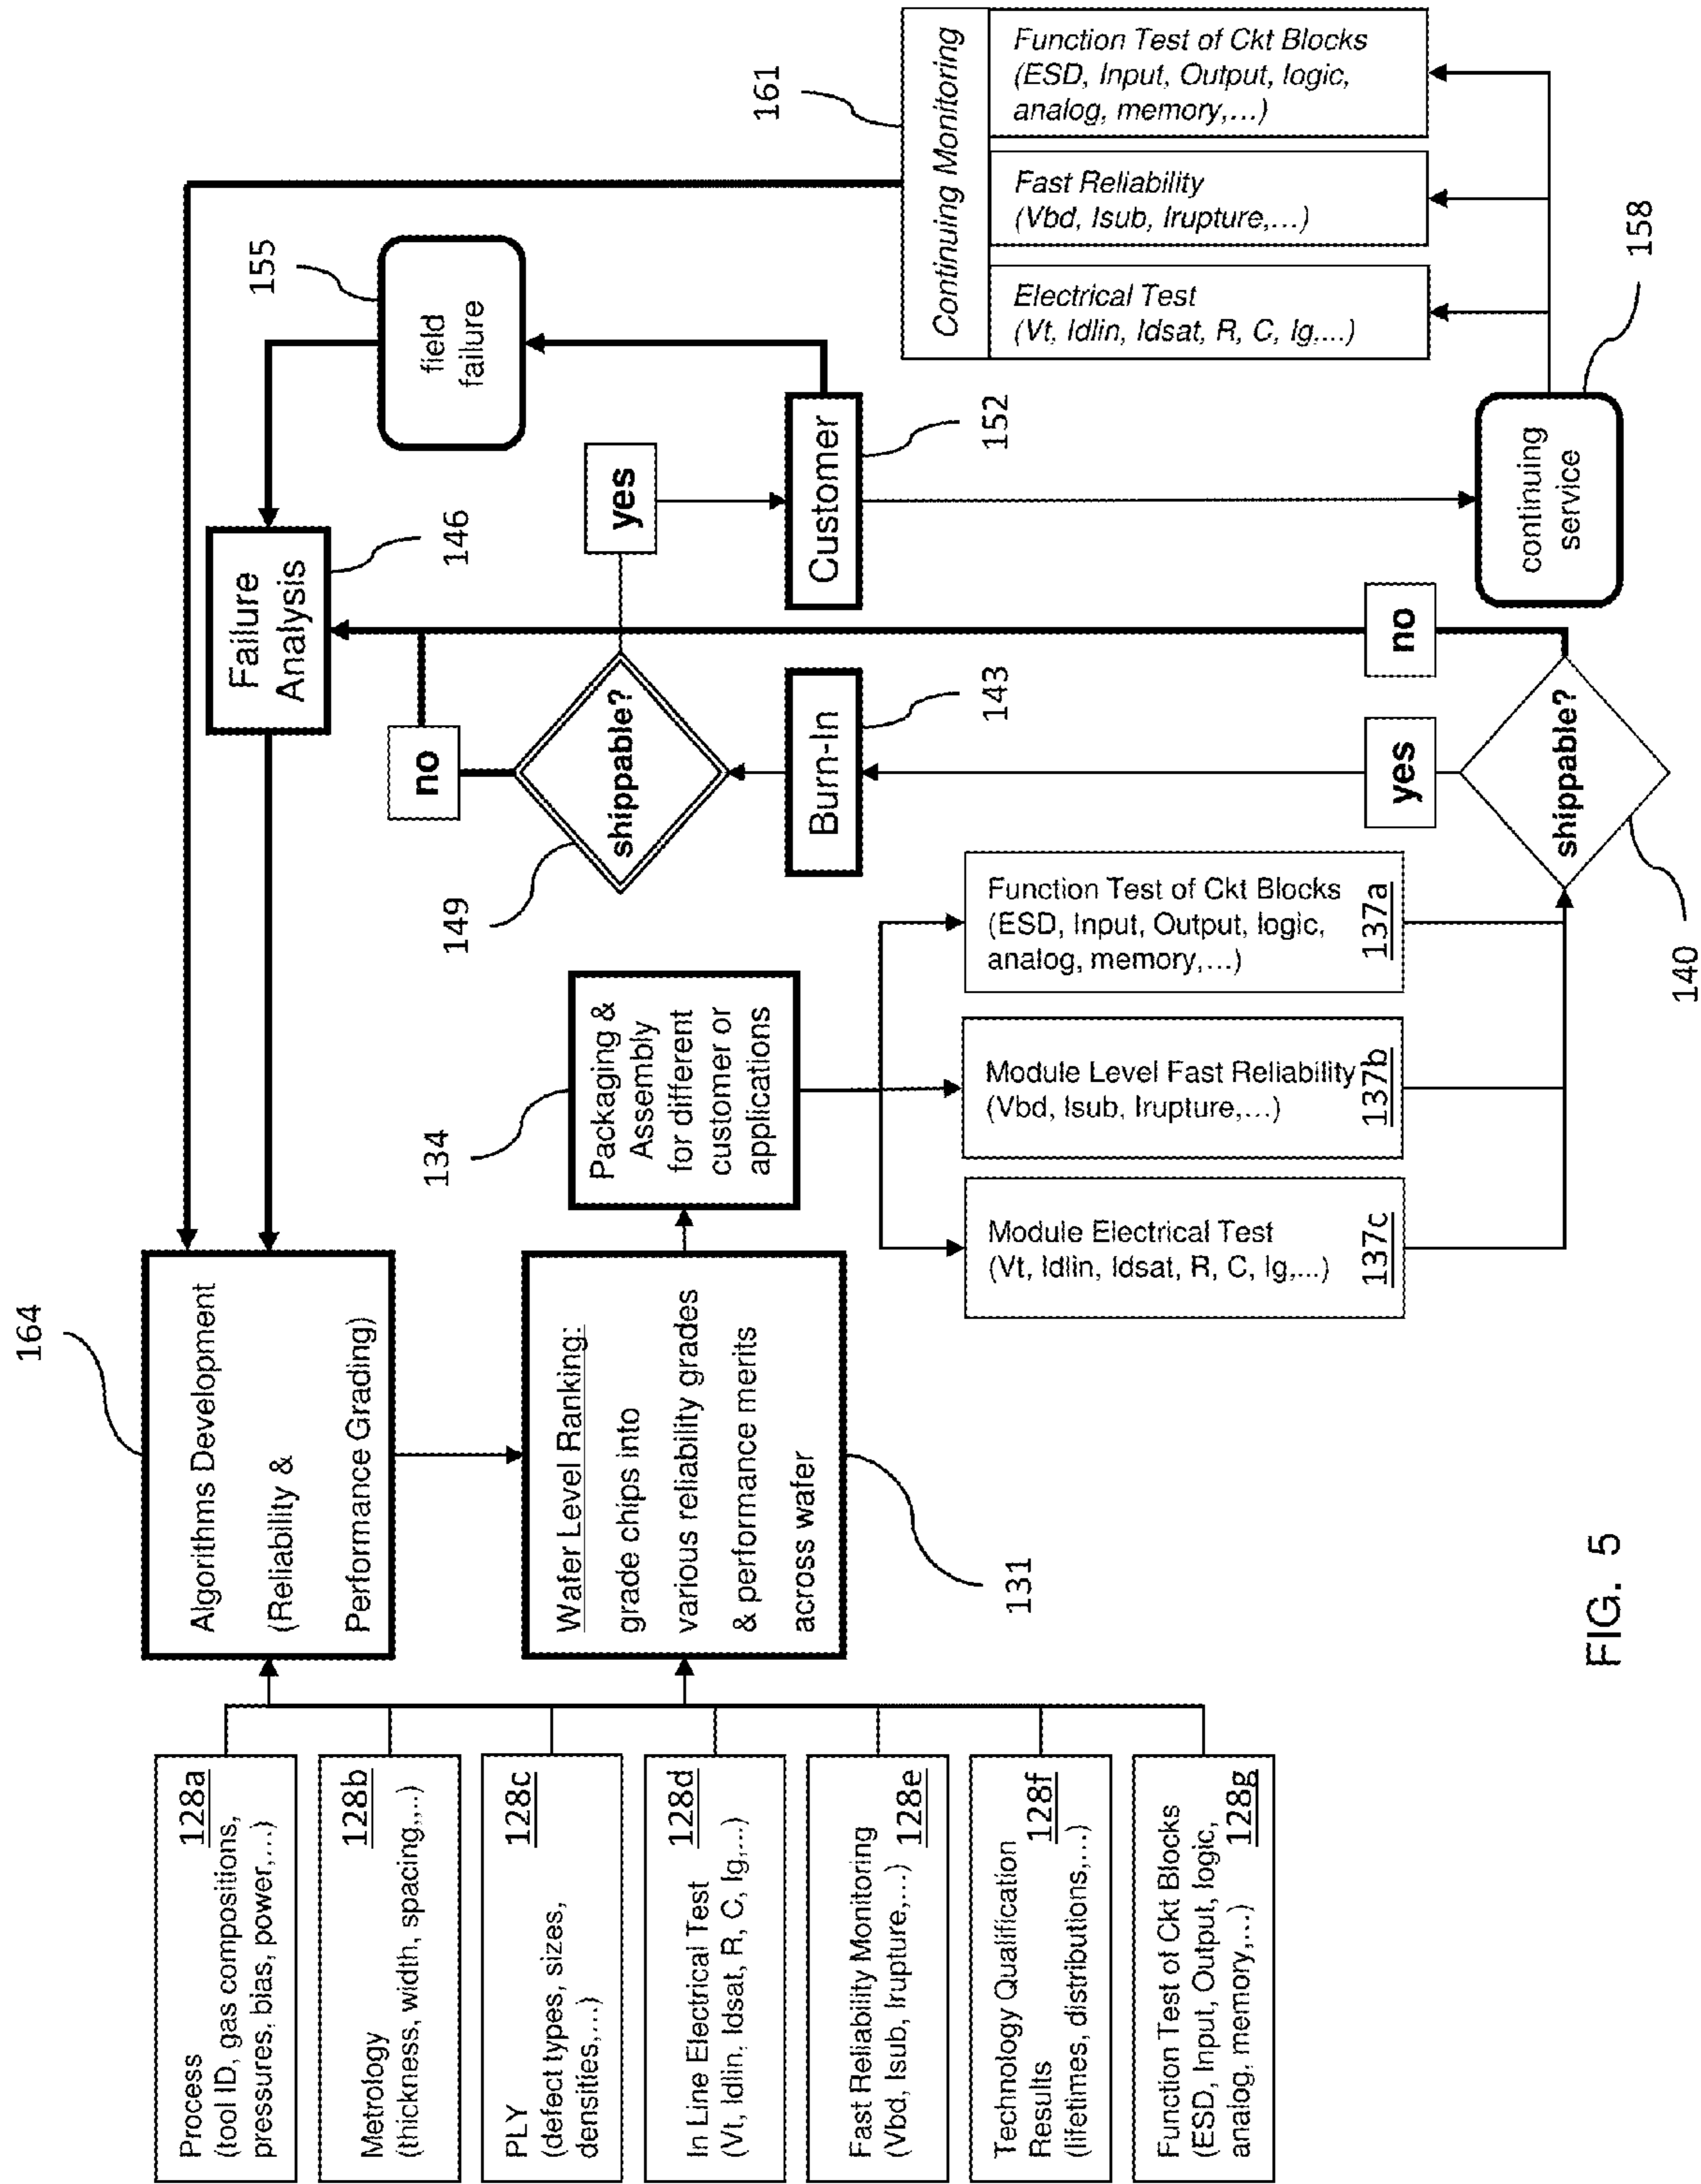 Process
128a
(tool ID, gas compositions,
pressures, bias, power,...)
Metrology
128b
(thickness, width, spacing,,..)
PLY
128c
(defect types, sizes,
densities,...)
In Line Electrical Test
128d
(Vt, Idlin, Idsat, R, C, Ig,...)
Fast Reliability Monitoring
(Vbd, Isub, Irupture,...)
128e
Technology Qualification
Results
128f
(lifetimes, distributions,...)
Function Test of Ckt Blocks
(ESD, Input, Output, logic,
analog, memory,...)
128g
164
Algorithms Development
(Reliability &
Performance Grading)
Wafer Level Ranking:
grade chips into
various reliability grades
& performance merits
across wafer
131
134
Packaging &
Assembly
for different
customer or
applications
Function Test of Ckt Blocks
(ESD, Input, Output, logic,
analog, memory,...)
137a
Module Level Fast Reliability
(Vbd, Isub, Irupture,...)
137b
Module Electrical Test
(Vt, Idlin, Idsat, R, C, Ig,...)
137c
shippable?
140
yes
no
Burn-In
143
shippable?
149
no
yes
Failure
Analysis
146
field
failure
155
Customer
152
continuing
service
158
161
Continuing Monitoring
Function Test of Ckt Blocks
(ESD, Input, Output, logic,
analog, memory,...)
Fast Reliability
(Vbd, Isub, Irupture,...)
Electrical Test
(Vt, Idlin, Idsat, R, C, Ig,...)
FIG. 5